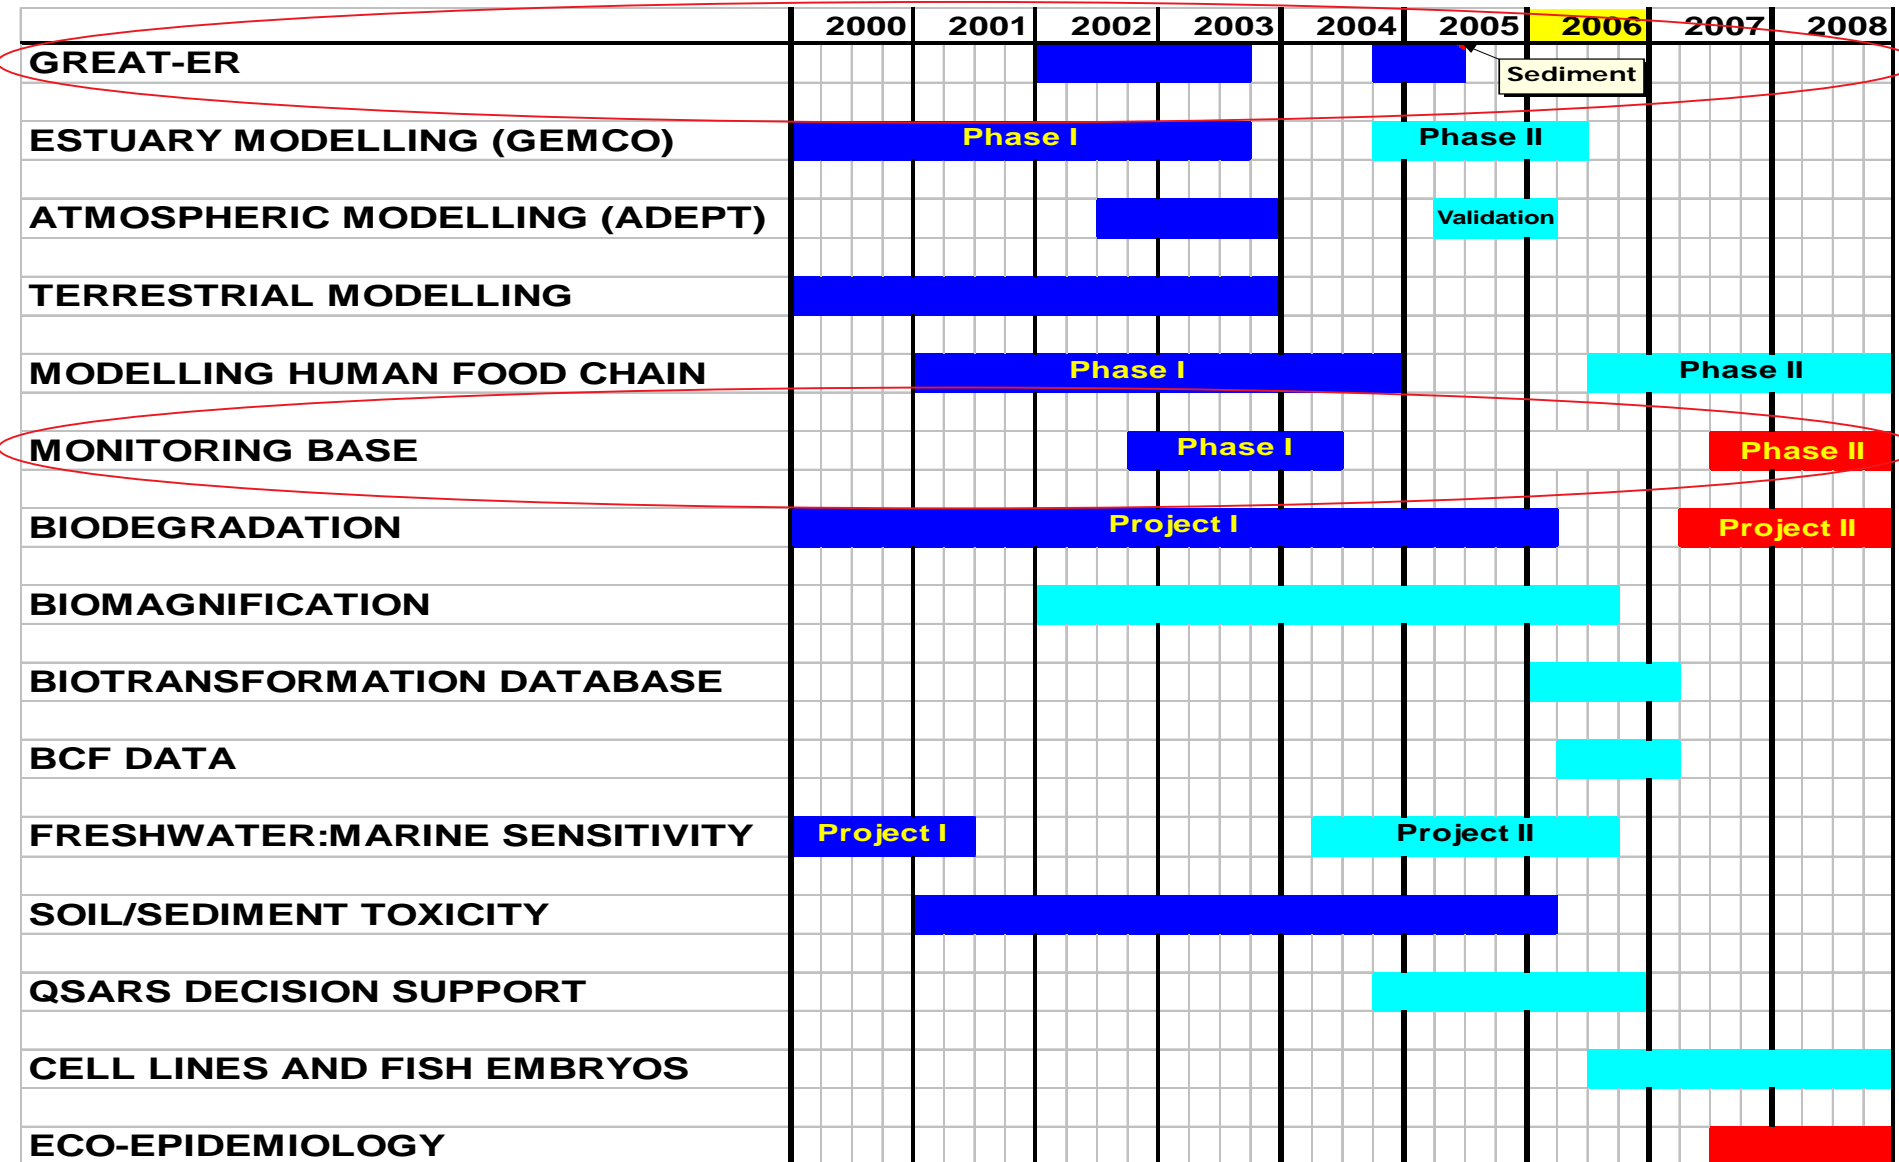 2000 2001 2002 2003 2004 2005 2006 2007 2008
GREAT-ER
Sediment
ESTUARY MODELLING (GEMCO) Phase I Phase II
ATMOSPHERIC MODELLING (ADEPT) Validation
TERRESTRIAL MODELLING
MODELLING HUMAN FOOD CHAIN Phase I Phase II
MONITORING BASE Phase I Phase II
BIODEGRADATION Project I Project II
BIOMAGNIFICATION
BIOTRANSFORMATION DATABASE
BCF DATA
FRESHWATER:MARINE SENSITIVITY Project I Project II
SOIL/SEDIMENT TOXICITY
QSARS DECISION SUPPORT
CELL LINES AND FISH EMBRYOS
ECO-EPIDEMIOLOGY